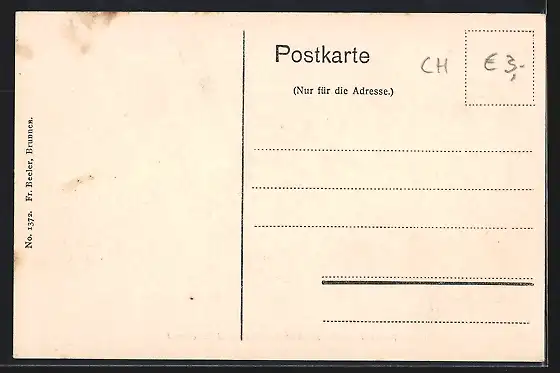 Postkarte
(Nur für die Adresse.)
CH
€ 3,-
No. 1372. Fr. Beeler, Brunnen.